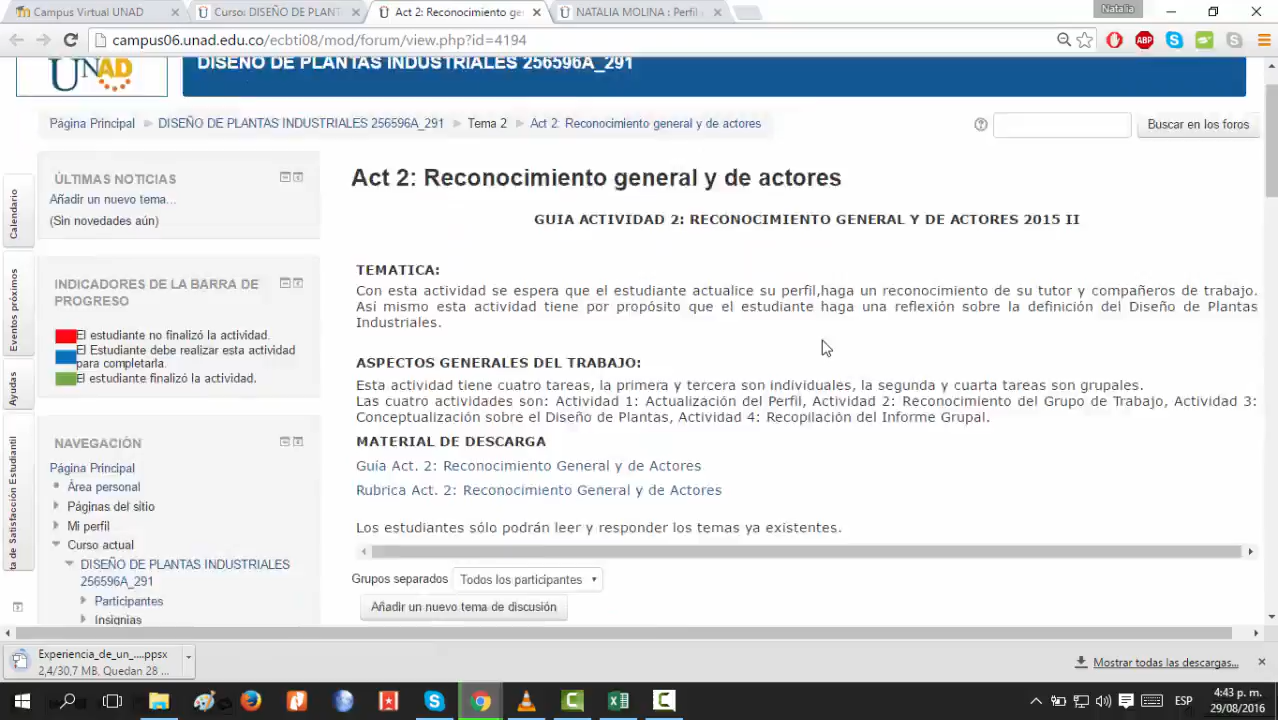 Campus Virtual UNAD
Curso: DISEÑO DE PLANT
Act 2: Reconocimiento ge
NATALIA MOLINA : Perfil
Natalia
campus06.unad.edu.co/ecbti08/mod/forum/view.php?id=4194
ABP
UNAD
DISEÑO DE PLANTAS INDUSTRIALES 256596A_291
Página Principal
DISEÑO DE PLANTAS INDUSTRIALES 256596A_291
Tema 2
Act 2: Reconocimiento general y de actores
Buscar en los foros
Calendario
Eventos próximos
Ayudas
ta de Satisfacción Estudiantil
ÚLTIMAS NOTICIAS
Añadir un nuevo tema...
(Sin novedades aún)
INDICADORES DE LA BARRA DE
PROGRESO
El estudiante no finalizó la actividad.
El Estudiante debe realizar esta actividad
para completarla.
El estudiante finalizó la actividad.
NAVEGACIÓN
Página Principal
Área personal
Páginas del sitio
Mi perfil
Curso actual
DISEÑO DE PLANTAS INDUSTRIALES
256596A_291
Participantes
Insignias
Act 2: Reconocimiento general y de actores
GUIA ACTIVIDAD 2: RECONOCIMIENTO GENERAL Y DE ACTORES 2015 II
TEMATICA:
Con esta actividad se espera que el estudiante actualice su perfil,haga un reconocimiento de su tutor y compañeros de trabajo.
Así mismo esta actividad tiene por propósito que el estudiante haga una reflexión sobre la definición del Diseño de Plantas
Industriales.
ASPECTOS GENERALES DEL TRABAJO:
Esta actividad tiene cuatro tareas, la primera y tercera son individuales, la segunda y cuarta tareas son grupales.
Las cuatro actividades son: Actividad 1: Actualización del Perfil, Actividad 2: Reconocimiento del Grupo de Trabajo, Actividad 3:
Conceptualización sobre el Diseño de Plantas, Actividad 4: Recopilación del Informe Grupal.
MATERIAL DE DESCARGA
Guía Act. 2: Reconocimiento General y de Actores
Rubrica Act. 2: Reconocimiento General y de Actores
Los estudiantes sólo podrán leer y responder los temas ya existentes.
Grupos separados
Todos los participantes
Añadir un nuevo tema de discusión
Experiencia_de_un_....ppsx
2,4/30,7 MB, Quedan 28 ...
Mostrar todas las descargas...
ESP
4:43 p. m.
29/08/2016